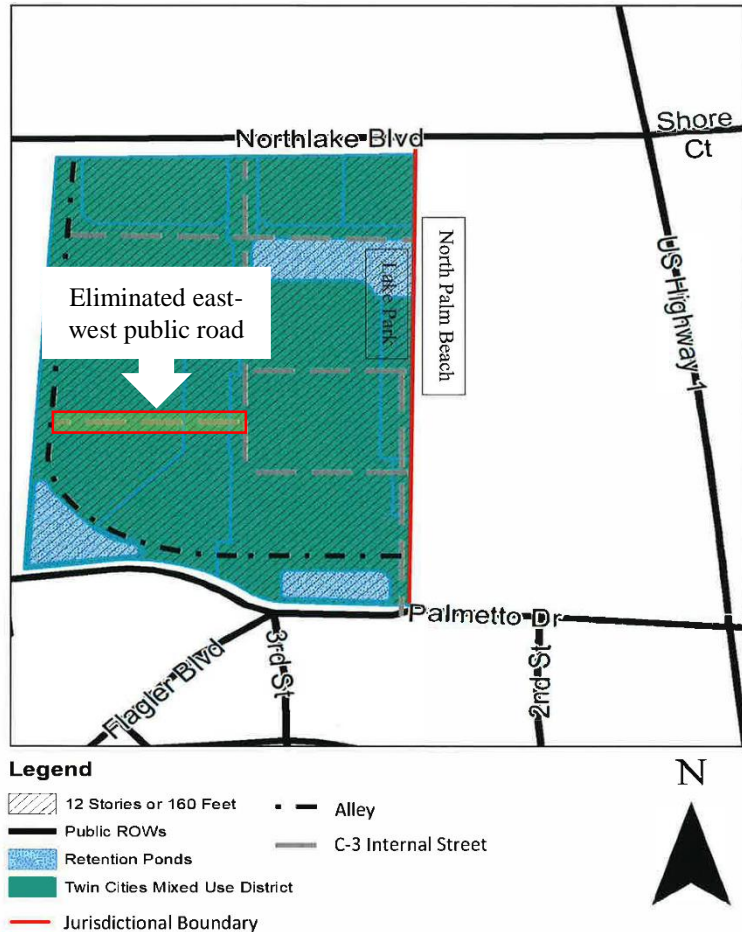 Northlake Blvd
Shore
Ct
US Highway 1
North Palm Beach
Lake Park
Eliminated east-
west public road
Palmetto Dr
Flagler Blvd
3rd St
2nd St
Legend
12 Stories or 160 Feet
Public ROWs
Retention Ponds
Twin Cities Mixed Use District
Jurisdictional Boundary
Alley
C-3 Internal Street
N